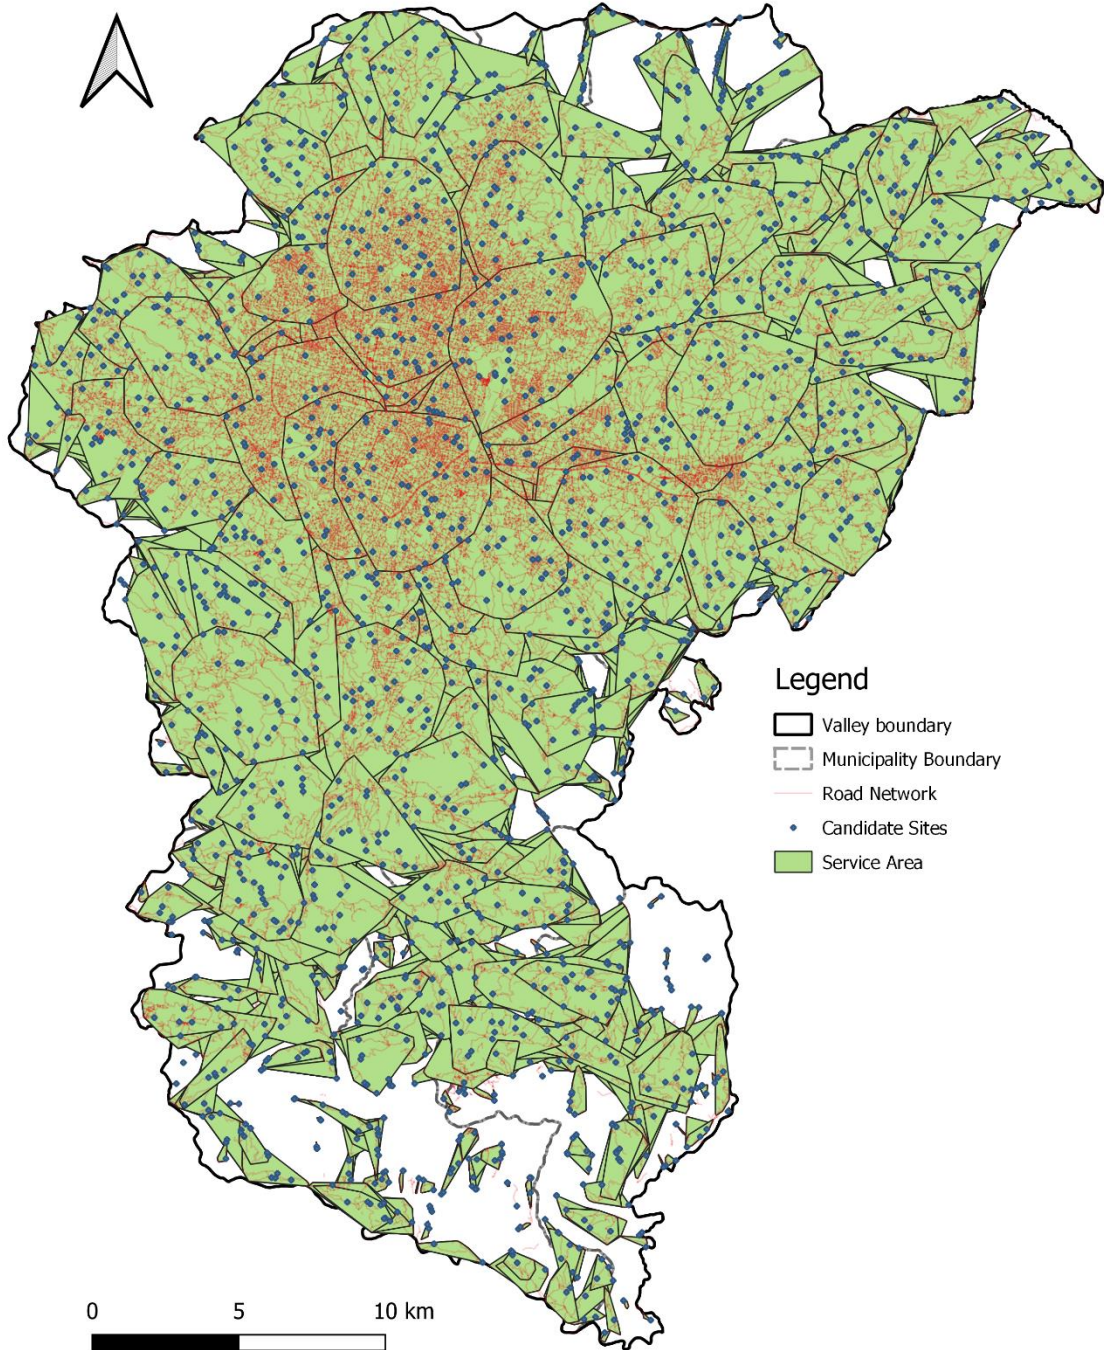 Legend
Valley boundary
Municipality Boundary
Road Network
Candidate Sites
Service Area
0 5 10 km